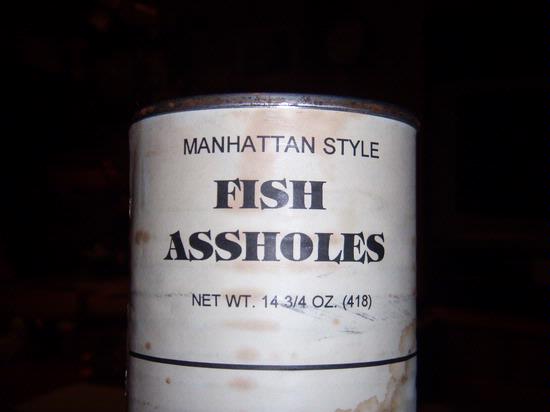 MANHATTAN STYLE
FISH
ASSHOLES
NET WT. 14 3/4 OZ. (418)